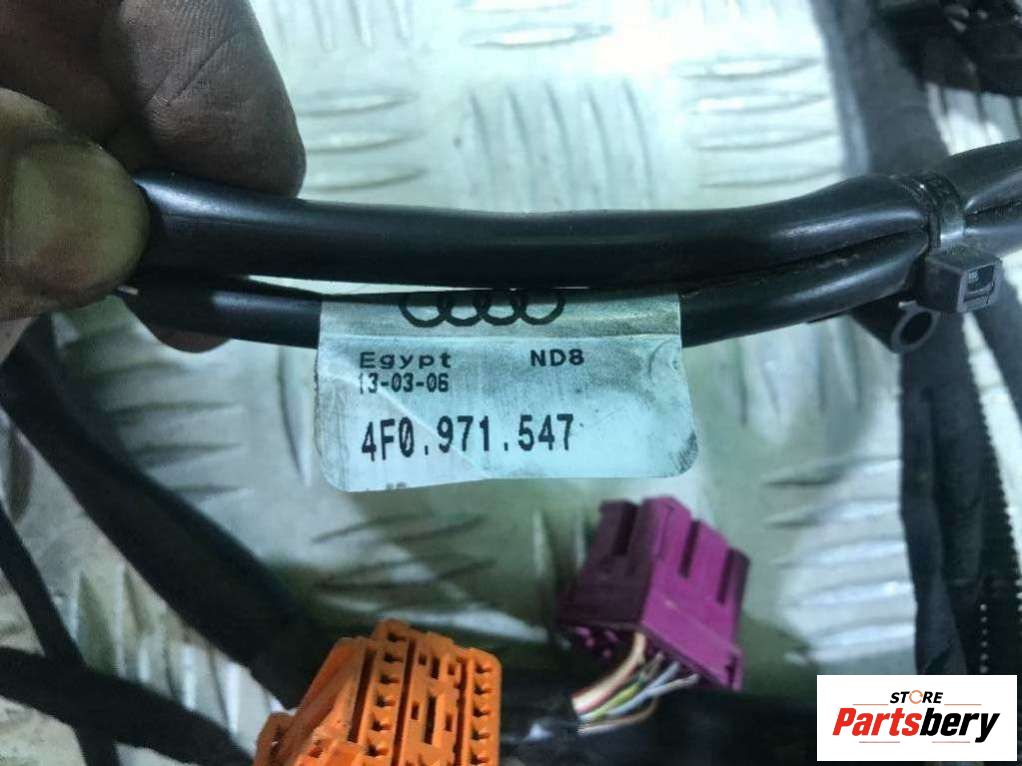 Egypt ND8
13-03-06
4F0.971.547
STORE
Partsbery